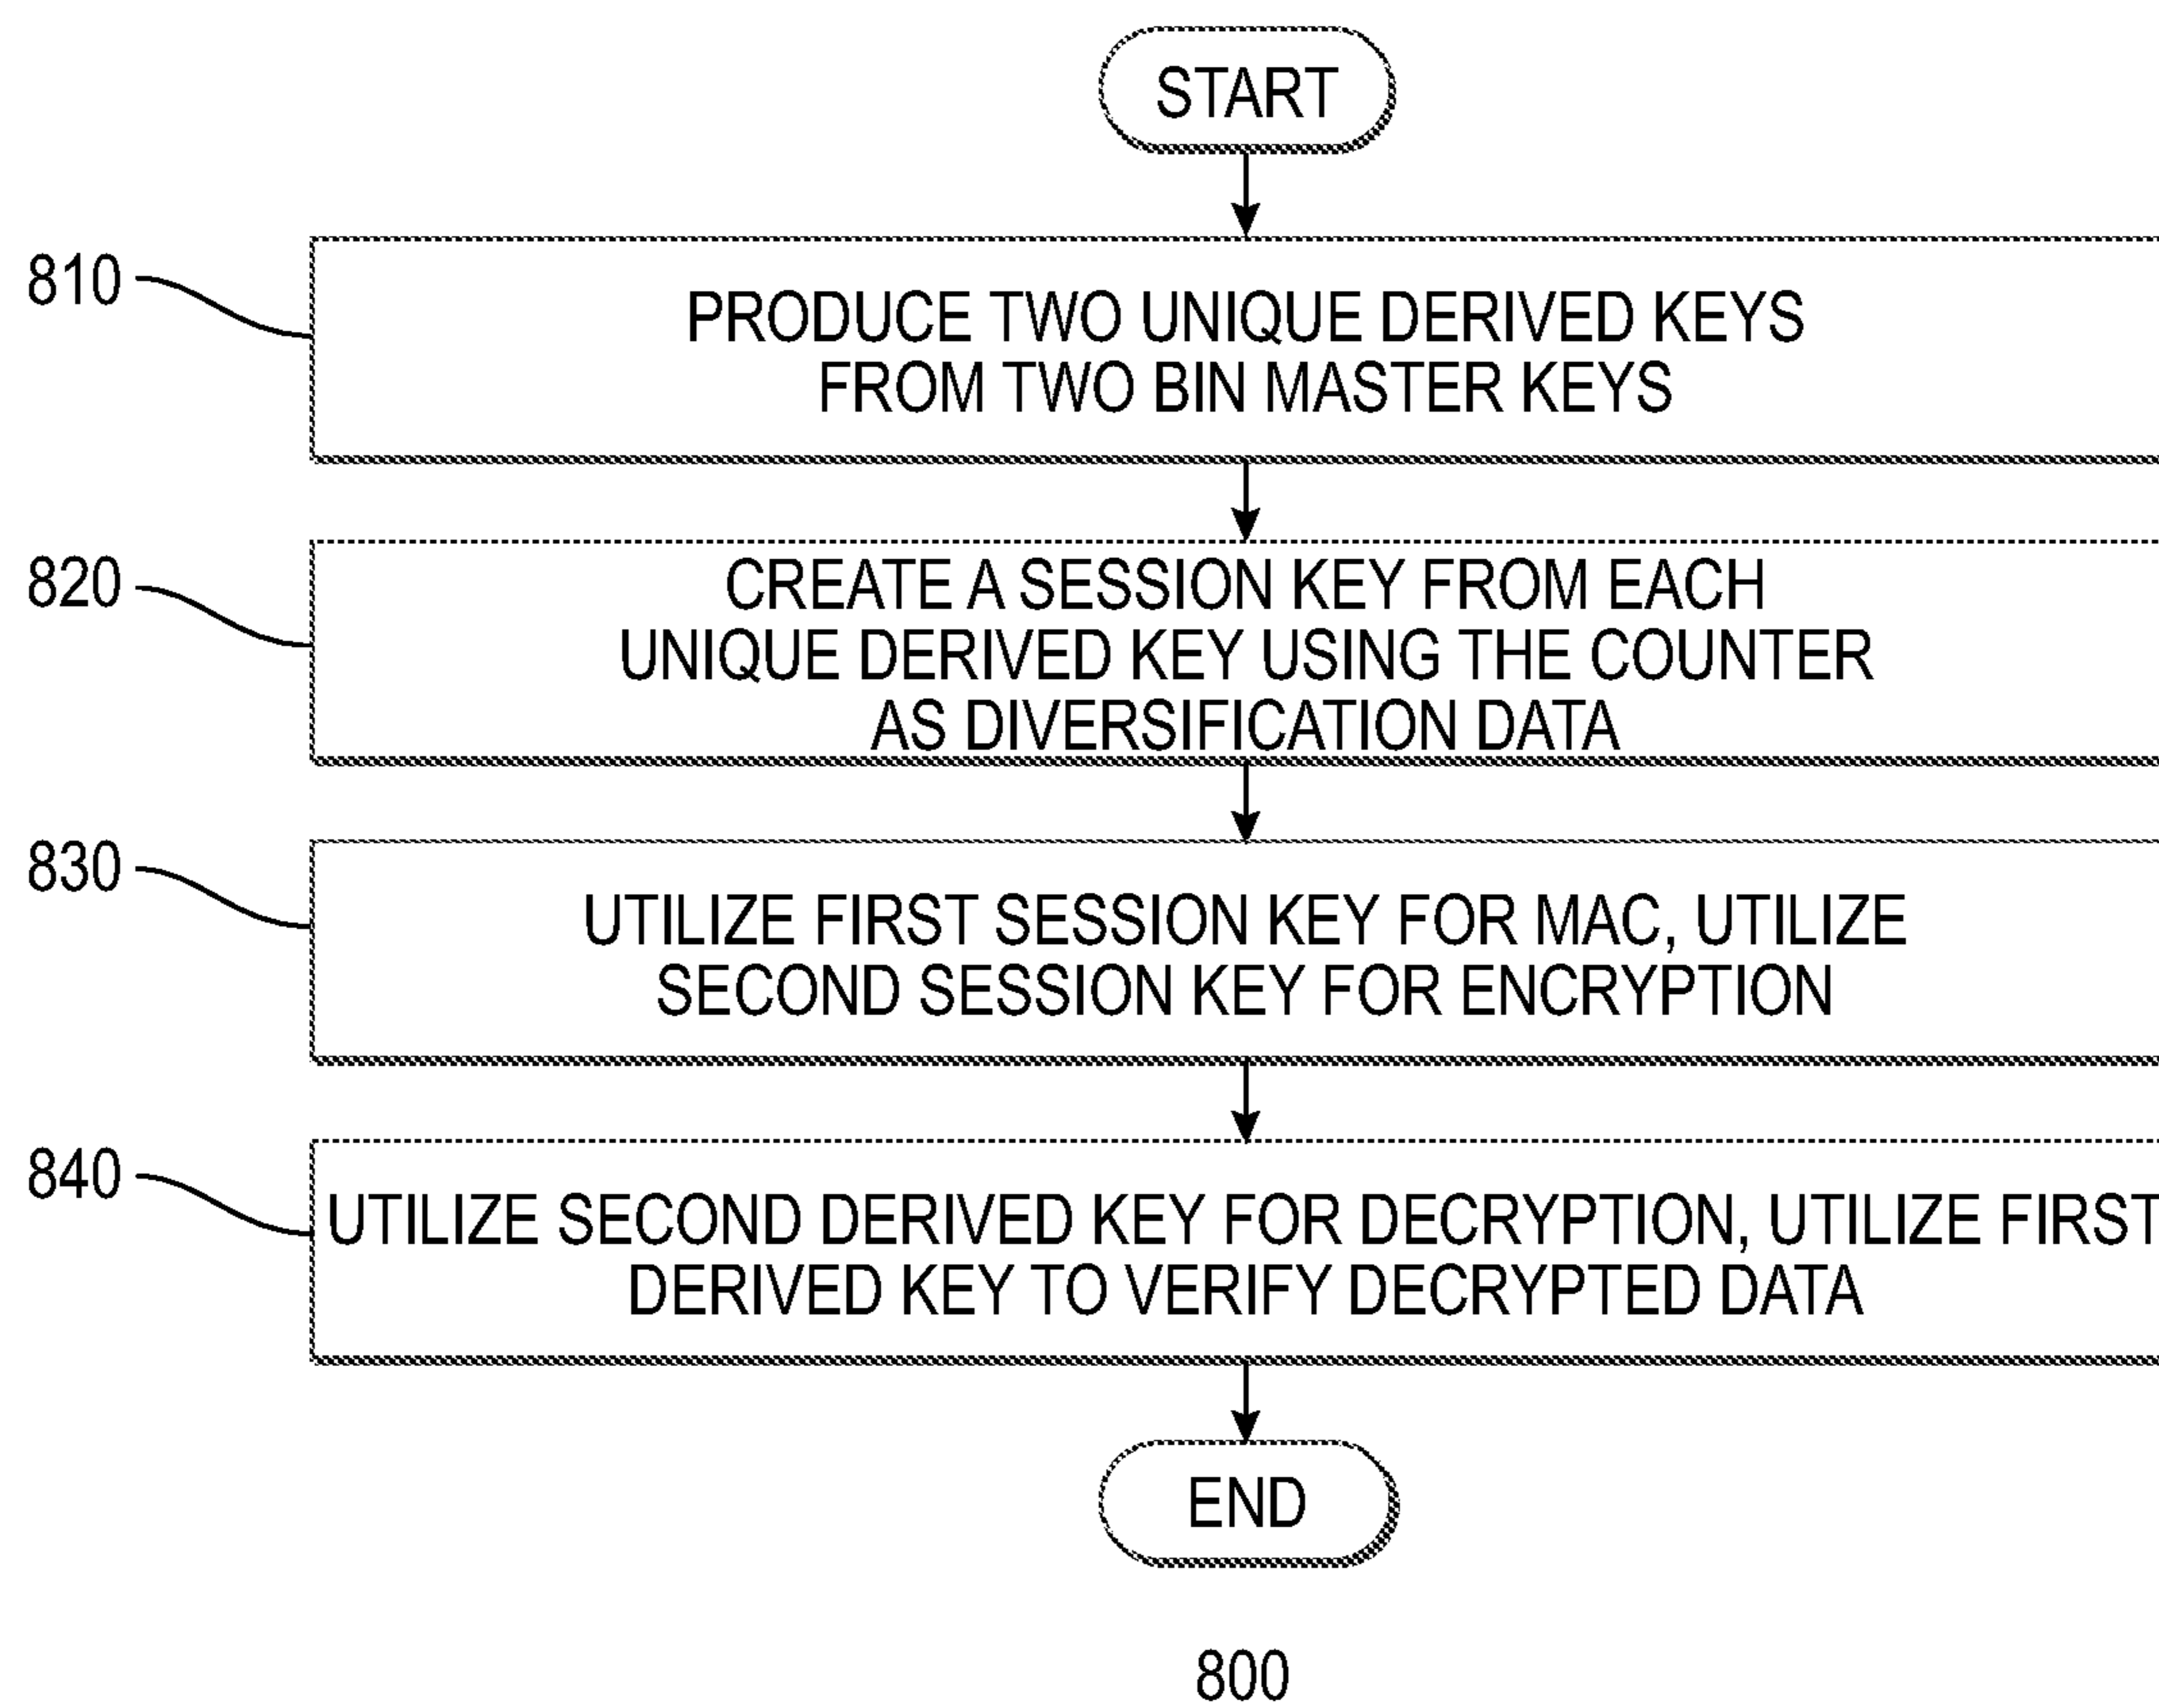 START
810
PRODUCE TWO UNIQUE DERIVED KEYS
FROM TWO BIN MASTER KEYS
820
CREATE A SESSION KEY FROM EACH
UNIQUE DERIVED KEY USING THE COUNTER
AS DIVERSIFICATION DATA
830
UTILIZE FIRST SESSION KEY FOR MAC, UTILIZE
SECOND SESSION KEY FOR ENCRYPTION
840
UTILIZE SECOND DERIVED KEY FOR DECRYPTION, UTILIZE FIRST
DERIVED KEY TO VERIFY DECRYPTED DATA
END
800